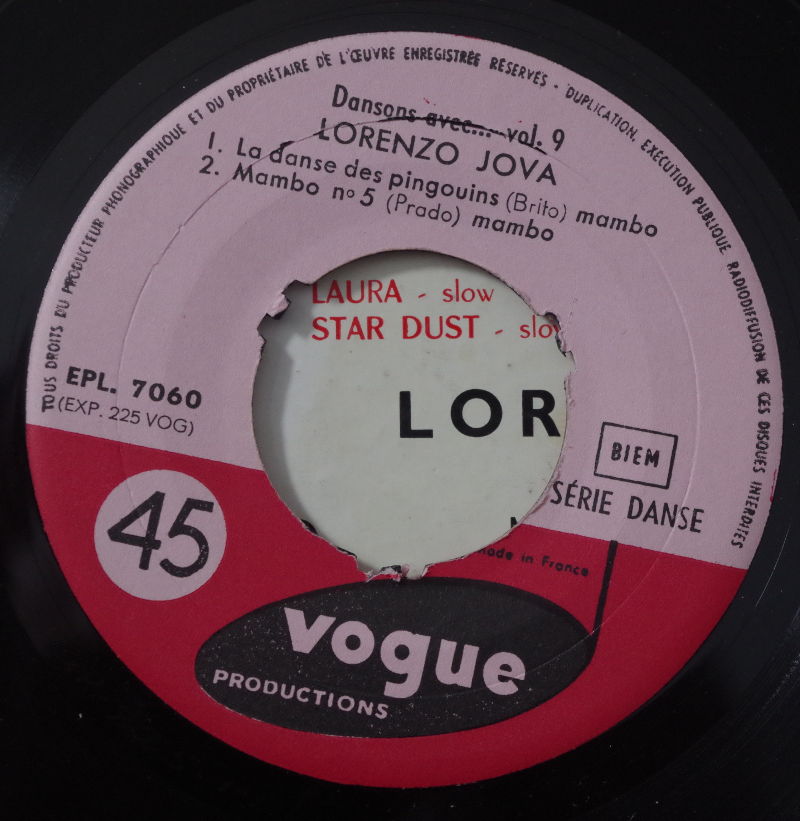 TOUS DROITS DU PRODUCTEUR PHONOGRAPHIQUE ET DU PROPRIÉTAIRE DE L'ŒUVRE ENREGISTRÉE RÉSERVÉS - DUPLICATION, EXÉCUTION PUBLIQUE RADIODIFFUSION DE CES DISQUES INTERDITES
Dansons avec... vol. 9
LORENZO JOVA
1. La danse des pingouins (Brito) mambo
2. Mambo nº 5 (Prado) mambo
LAURA - slow
STAR DUST -
LOR
EPL. 7060
(EXP. 225 VOG)
BIEM
SÉRIE DANSE
45
made in France
vogue
PRODUCTIONS